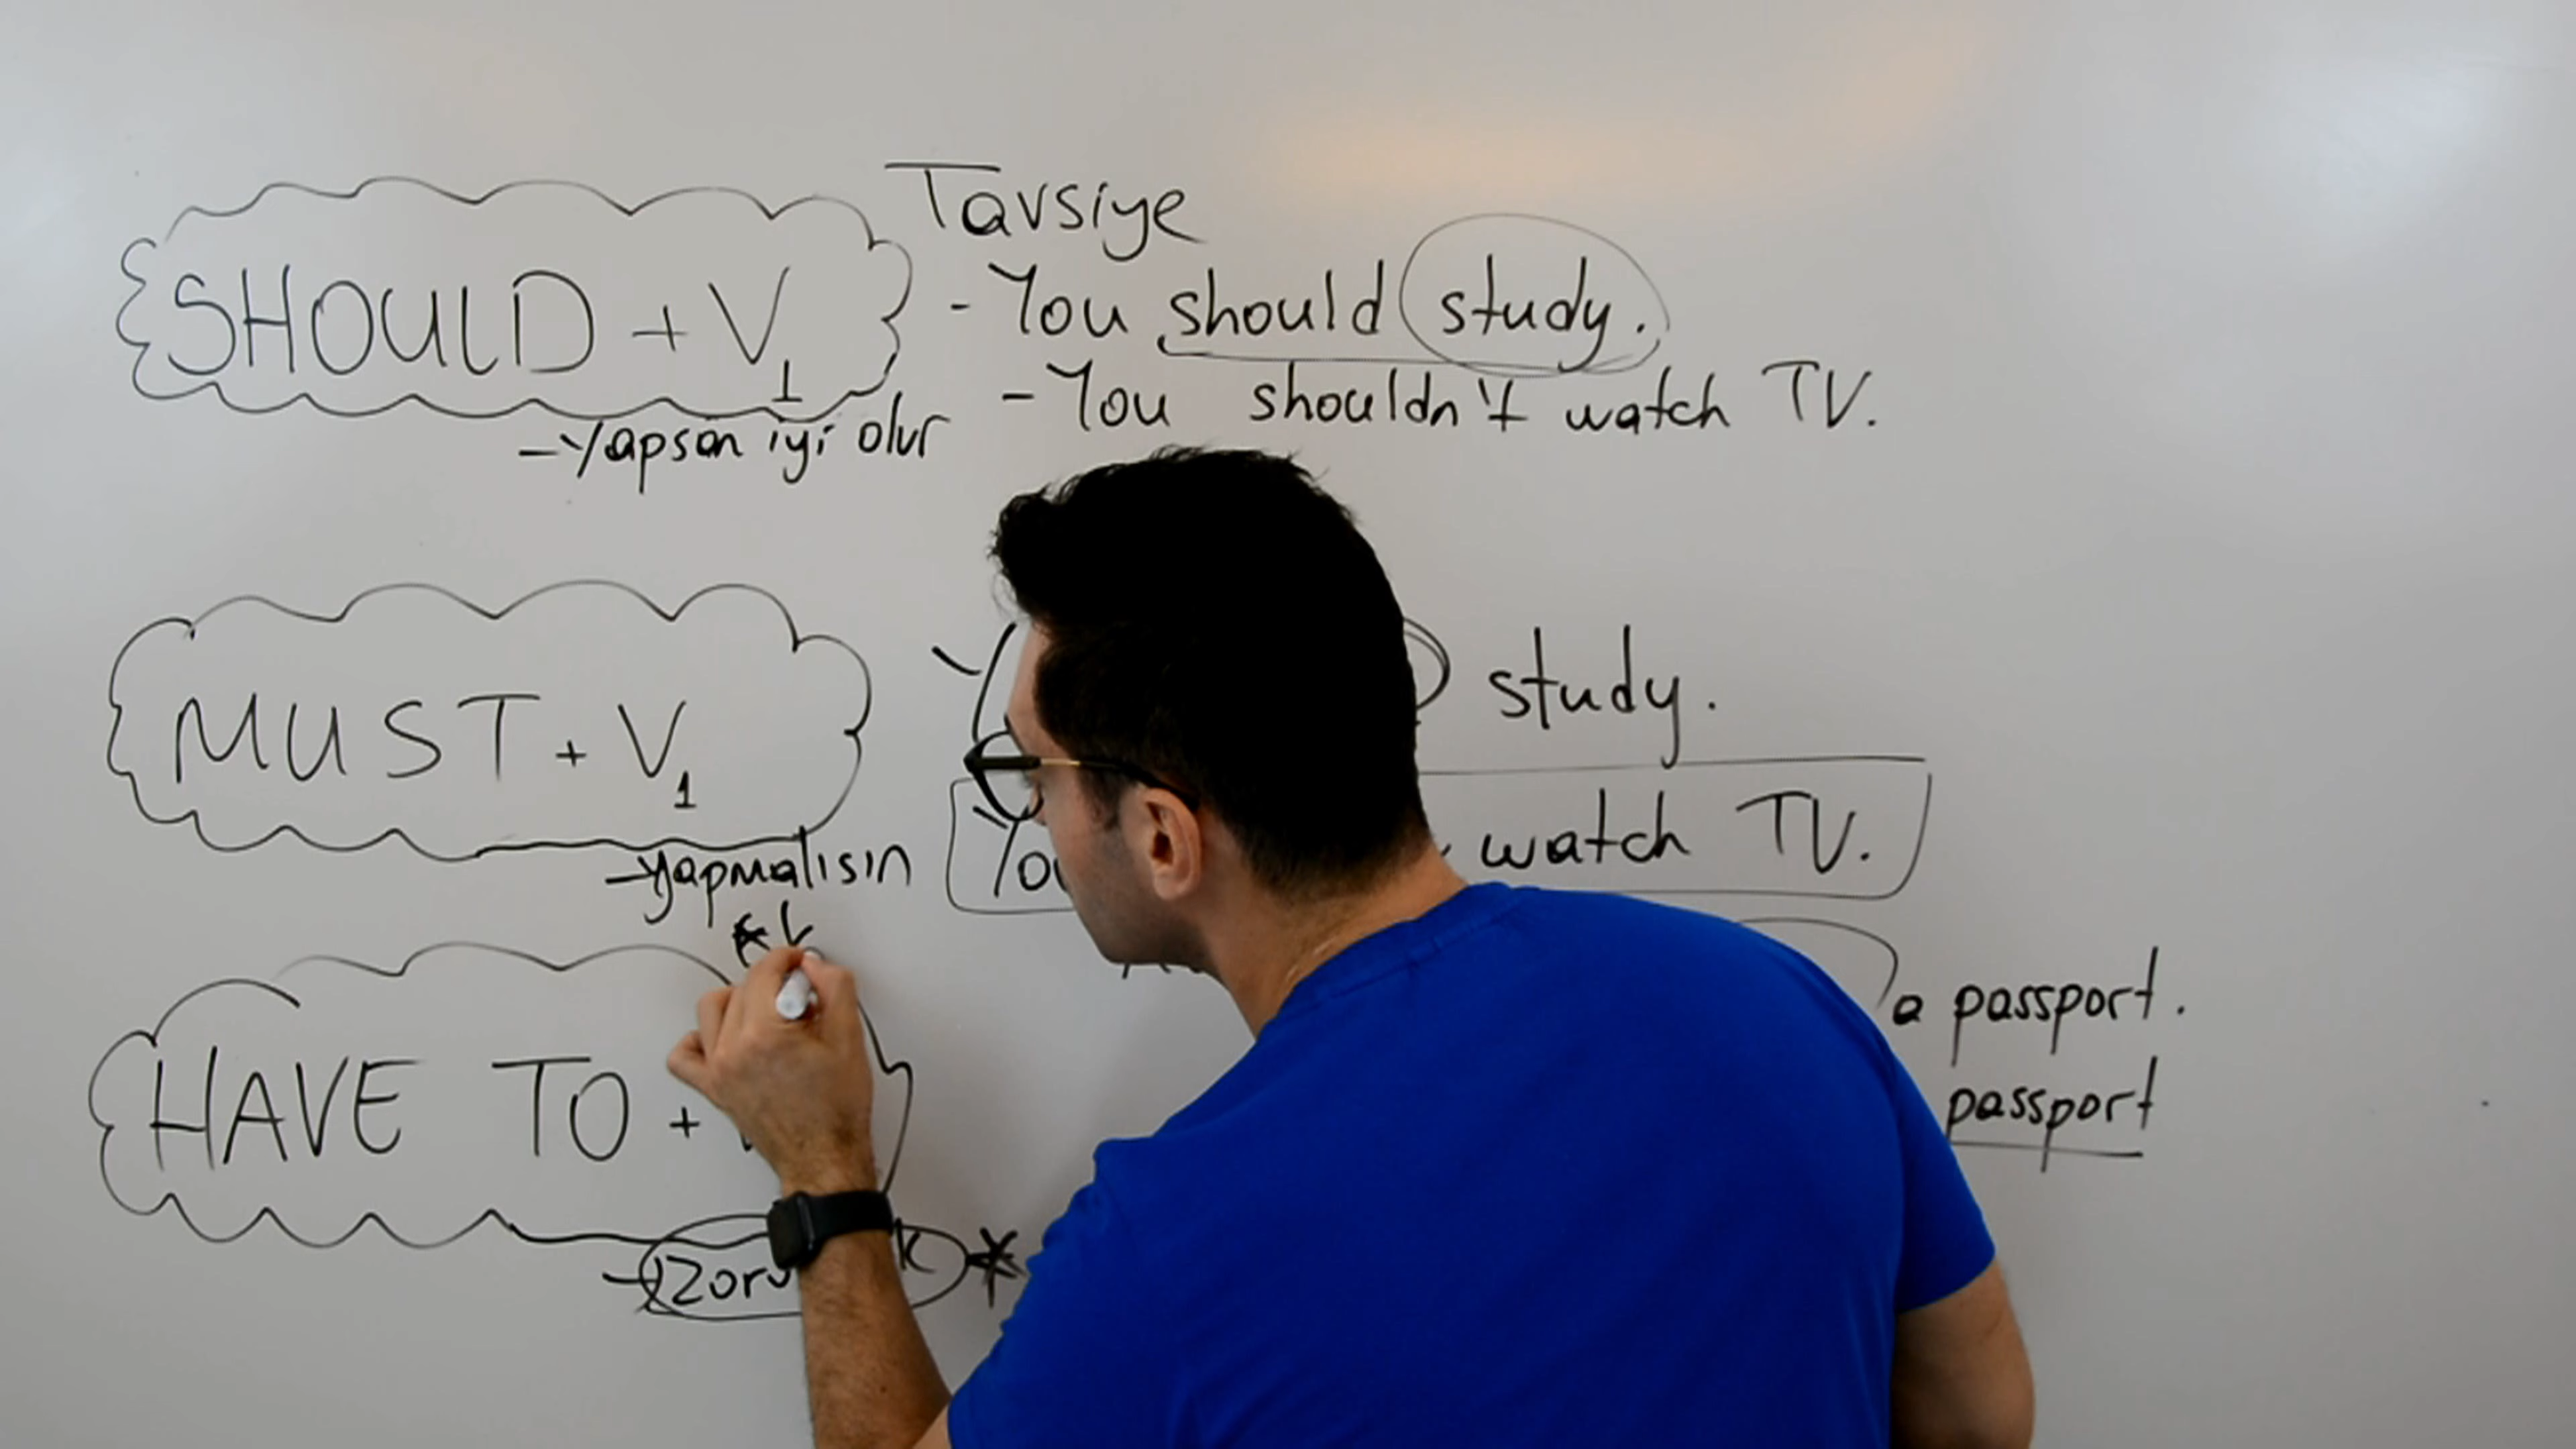 Tavsiye
SHOULD + V1
- You should study.
- You shouldn't watch TV.
- Yapsan iyi olur
MUST + V1
study.
watch TV.
- yapmalısın
HAVE TO +
a passport.
passport